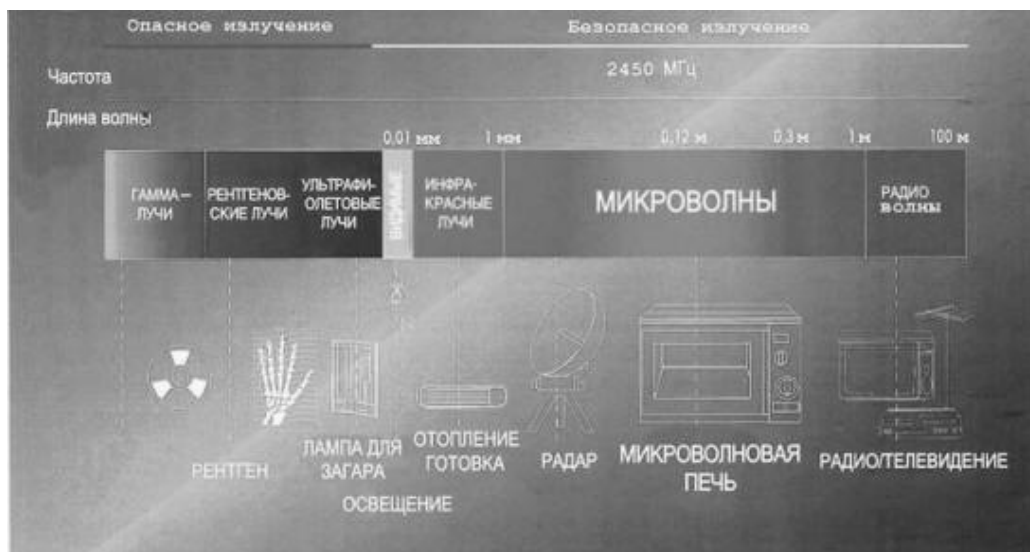 Опасное излучение
Безопасное излучение
Частота
2450 МГц
Длина волны
0,01 мм
1 мм
0,12 м
0,3 м
1 м
100 м
ГАММА–
ЛУЧИ
РЕНТГЕНОВ-
СКИЕ ЛУЧИ
УЛЬТРАФИ-
ОЛЕТОВЫЕ
ЛУЧИ
ВИДИМЫЕ
ИНФРА-
КРАСНЫЕ
ЛУЧИ
МИКРОВОЛНЫ
РАДИО
ВОЛНЫ
РЕНТГЕН
ЛАМПА ДЛЯ
ЗАГАРА
ОСВЕЩЕНИЕ
ОТОПЛЕНИЕ
ГОТОВКА
РАДАР
МИКРОВОЛНОВАЯ
ПЕЧЬ
РАДИО/ТЕЛЕВИДЕНИЕ